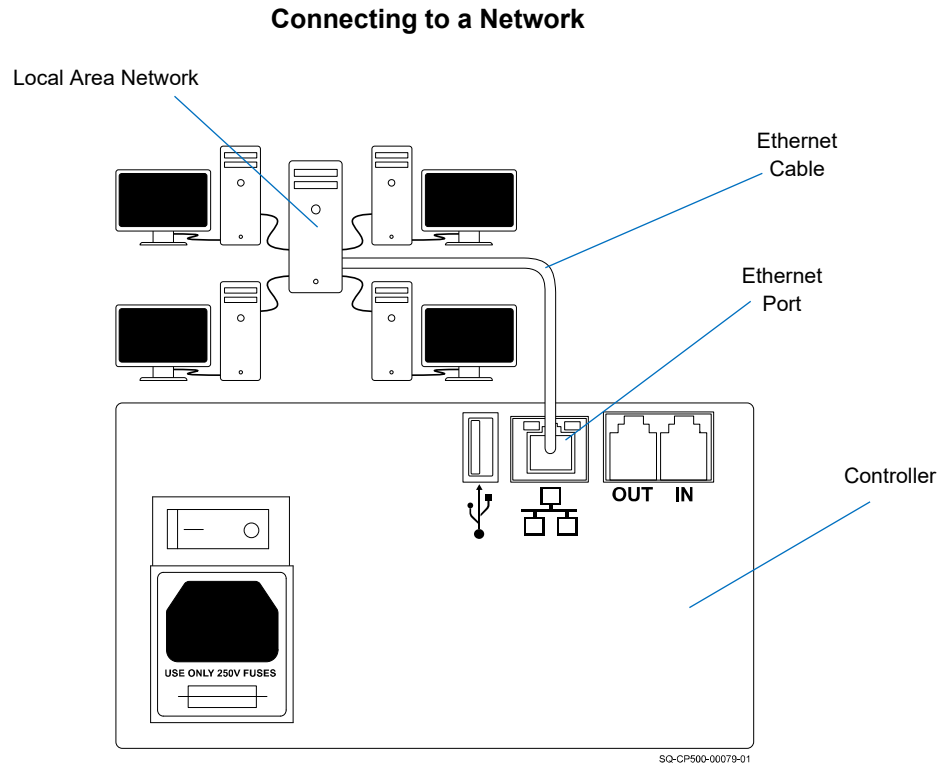 Connecting to a Network
Local Area Network
Ethernet
Cable
Ethernet
Port
Controller
OUT IN
USE ONLY 250V FUSES
SQ-CP500-00079-01